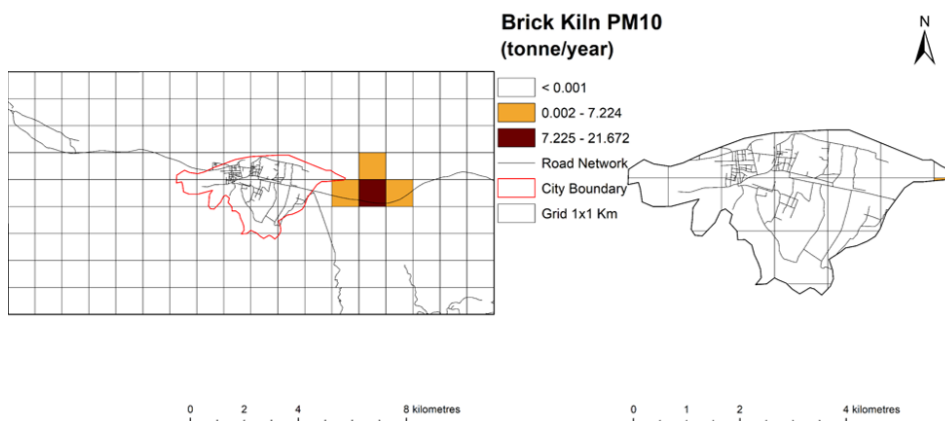 Brick Kiln PM10
(tonne/year)
N
< 0.001
0.002 - 7.224
7.225 - 21.672
Road Network
City Boundary
Grid 1x1 Km
0 2 4 8 kilometres
0 1 2 4 kilometres